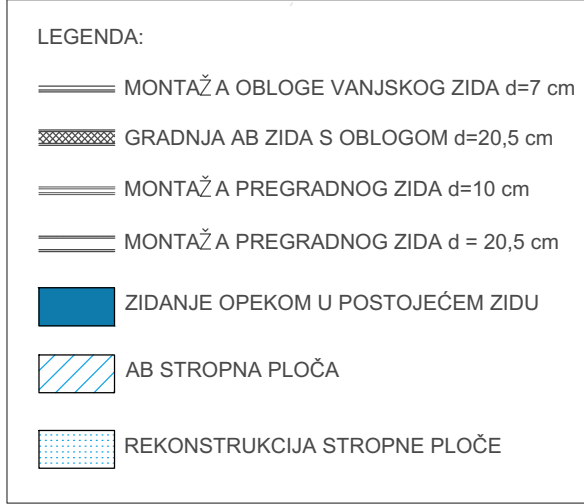 LEGENDA:
MONTAŽA OBLOGE VANJSKOG ZIDA d=7 cm
GRADNJA AB ZIDA S OBLOGOM d=20,5 cm
MONTAŽA PREGRADNOG ZIDA d=10 cm
MONTAŽA PREGRADNOG ZIDA d = 20,5 cm
ZIDANJE OPEKOM U POSTOJEĆEM ZIDU
AB STROPNA PLOČA
REKONSTRUKCIJA STROPNE PLOČE